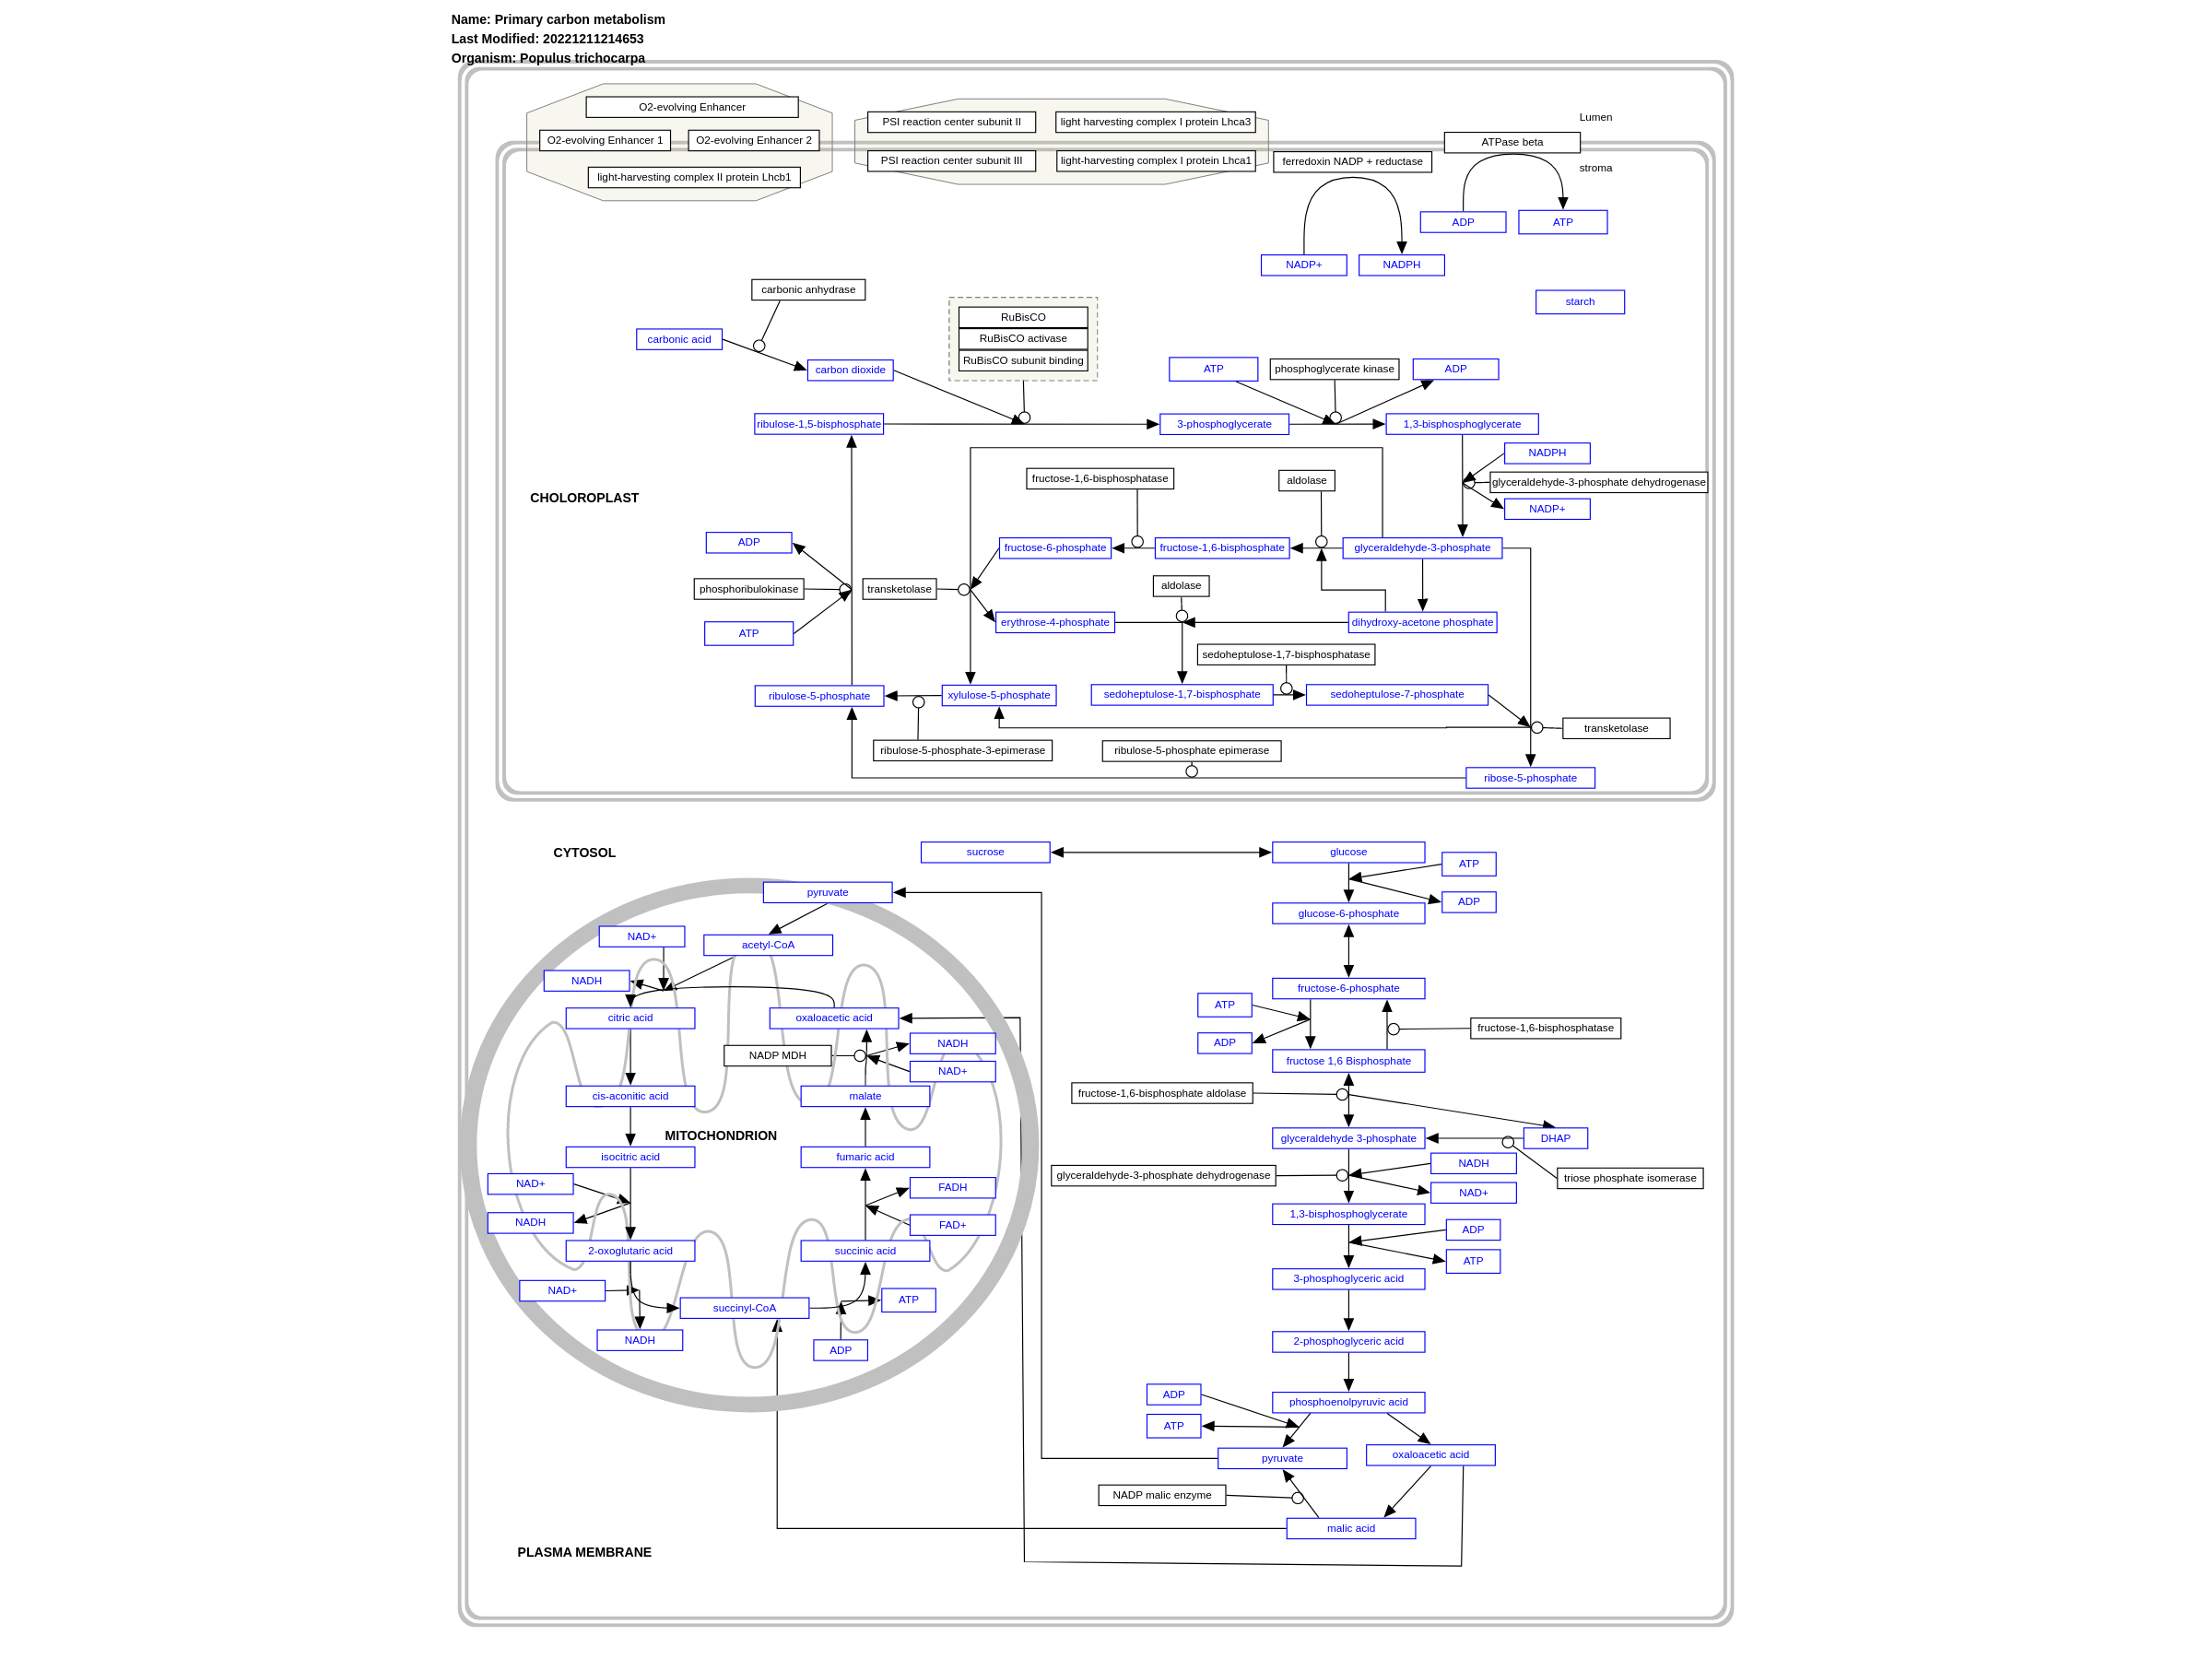 Name: Primary carbon metabolism
Last Modified: 20221211214653
Organism: Populus trichocarpa
O2-evolving Enhancer
O2-evolving Enhancer 1
O2-evolving Enhancer 2
light-harvesting complex II protein Lhcb1
PSI reaction center subunit II
light harvesting complex I protein Lhca3
PSI reaction center subunit III
light-harvesting complex I protein Lhca1
ferredoxin NADP + reductase
ATPase beta
Lumen
stroma
ADP
ATP
NADP+
NADPH
starch
carbonic anhydrase
carbonic acid
carbon dioxide
RuBisCO
RuBisCO activase
RuBisCO subunit binding
ATP
phosphoglycerate kinase
ADP
ribulose-1,5-bisphosphate
3-phosphoglycerate
1,3-bisphosphoglycerate
NADPH
glyceraldehyde-3-phosphate dehydrogenase
NADP+
CHOLOROPLAST
fructose-1,6-bisphosphatase
aldolase
ADP
fructose-6-phosphate
fructose-1,6-bisphosphate
glyceraldehyde-3-phosphate
phosphoribulokinase
transketolase
aldolase
ATP
erythrose-4-phosphate
dihydroxy-acetone phosphate
sedoheptulose-1,7-bisphosphatase
ribulose-5-phosphate
xylulose-5-phosphate
sedoheptulose-1,7-bisphosphate
sedoheptulose-7-phosphate
transketolase
ribulose-5-phosphate-3-epimerase
ribulose-5-phosphate epimerase
ribose-5-phosphate
CYTOSOL
sucrose
glucose
ATP
ADP
glucose-6-phosphate
pyruvate
NAD+
acetyl-CoA
NADH
citric acid
oxaloacetic acid
NADP MDH
NADH
NAD+
cis-aconitic acid
malate
MITOCHONDRION
isocitric acid
fumaric acid
NAD+
NADH
FADH
FAD+
2-oxoglutaric acid
succinic acid
NAD+
NADH
succinyl-CoA
ATP
ADP
fructose-6-phosphate
ATP
ADP
fructose-1,6-bisphosphatase
fructose 1,6 Bisphosphate
fructose-1,6-bisphosphate aldolase
glyceraldehyde 3-phosphate
DHAP
glyceraldehyde-3-phosphate dehydrogenase
NADH
NAD+
triose phosphate isomerase
1,3-bisphosphoglycerate
ADP
ATP
3-phosphoglyceric acid
2-phosphoglyceric acid
ADP
ATP
phosphoenolpyruvic acid
pyruvate
oxaloacetic acid
NADP malic enzyme
malic acid
PLASMA MEMBRANE